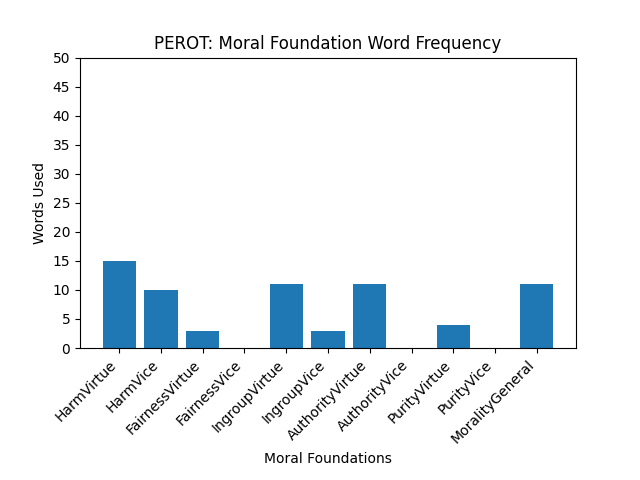 PEROT: Moral Foundation Word Frequency
50
45
40
35
30
25
20
15
10
5
0
Words Used
HarmVirtue
HarmVice
FairnessVirtue
FairnessVice
IngroupVirtue
IngroupVice
AuthorityVirtue
AuthorityVice
PurityVirtue
PurityVice
MoralityGeneral
Moral Foundations